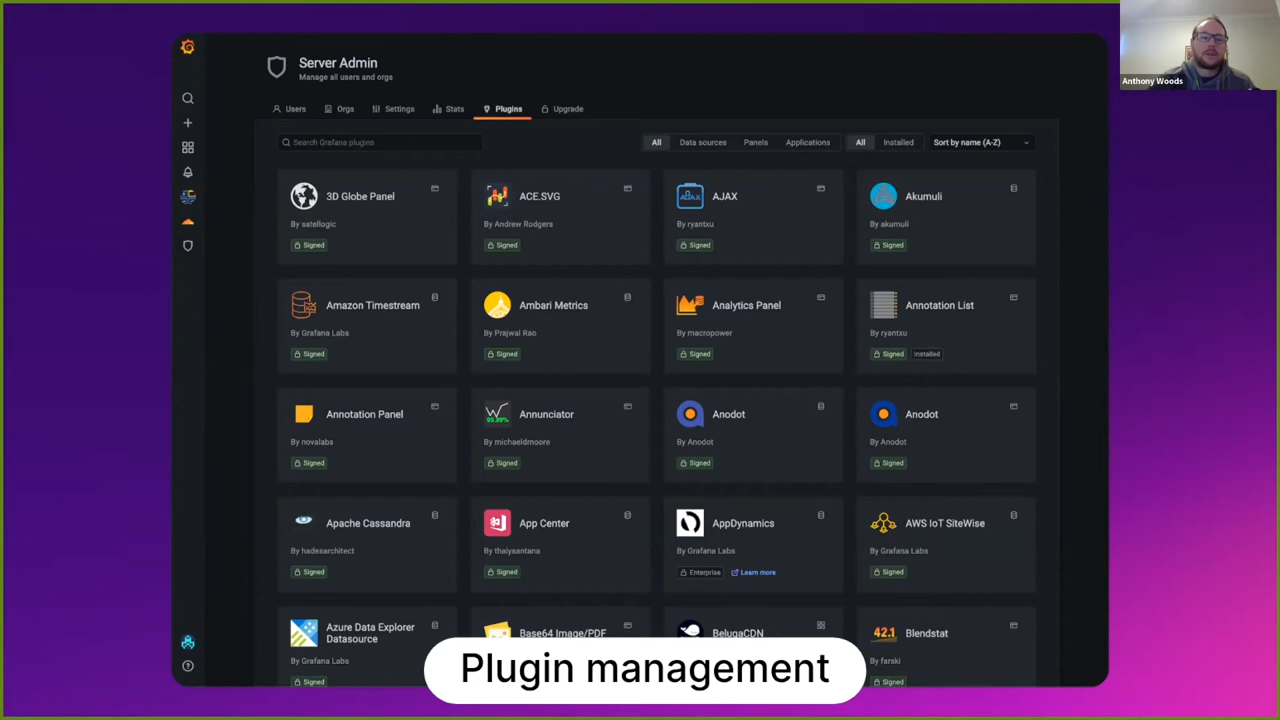 Anthony Woods
Server Admin
Manage all users and orgs
Users Orgs Settings Stats Plugins Upgrade
Search Grafana plugins
All Data sources Panels Applications All Installed Sort by name (A-Z)
3D Globe Panel
By satellogic
Signed
ACE.SVG
By Andrew Rodgers
Signed
AJAX
AJAX
By ryantxu
Signed
Akumuli
By akumuli
Signed
Amazon Timestream
By Grafana Labs
Signed
Ambari Metrics
By Prajwal Rao
Signed
Analytics Panel
By macropower
Signed
Annotation List
By ryantxu
Signed Installed
Annotation Panel
By novalabs
Signed
99.99%
Annunciator
By michaeldmoore
Signed
Anodot
By Anodot
Signed
Anodot
By Anodot
Signed
Apache Cassandra
By hadesarchitect
Signed
App Center
By thaiysantana
Signed
AppDynamics
By Grafana Labs
Enterprise Learn more
AWS IoT SiteWise
By Grafana Labs
Signed
Azure Data Explorer
Datasource
By Grafana Labs
Signed
Base64 Image/PDF
BelugaCDN
42.1
Blendstat
By farski
Signed
Plugin management